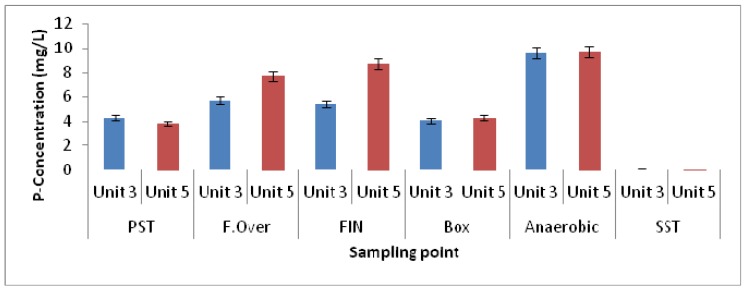 P-Concentration (mg/L)
12
10
8
6
4
2
0
Unit 3 Unit 5 Unit 3 Unit 5 Unit 3 Unit 5 Unit 3 Unit 5 Unit 3 Unit 5 Unit 3 Unit 5
PST F.Over FIN Box Anaerobic SST
Sampling point